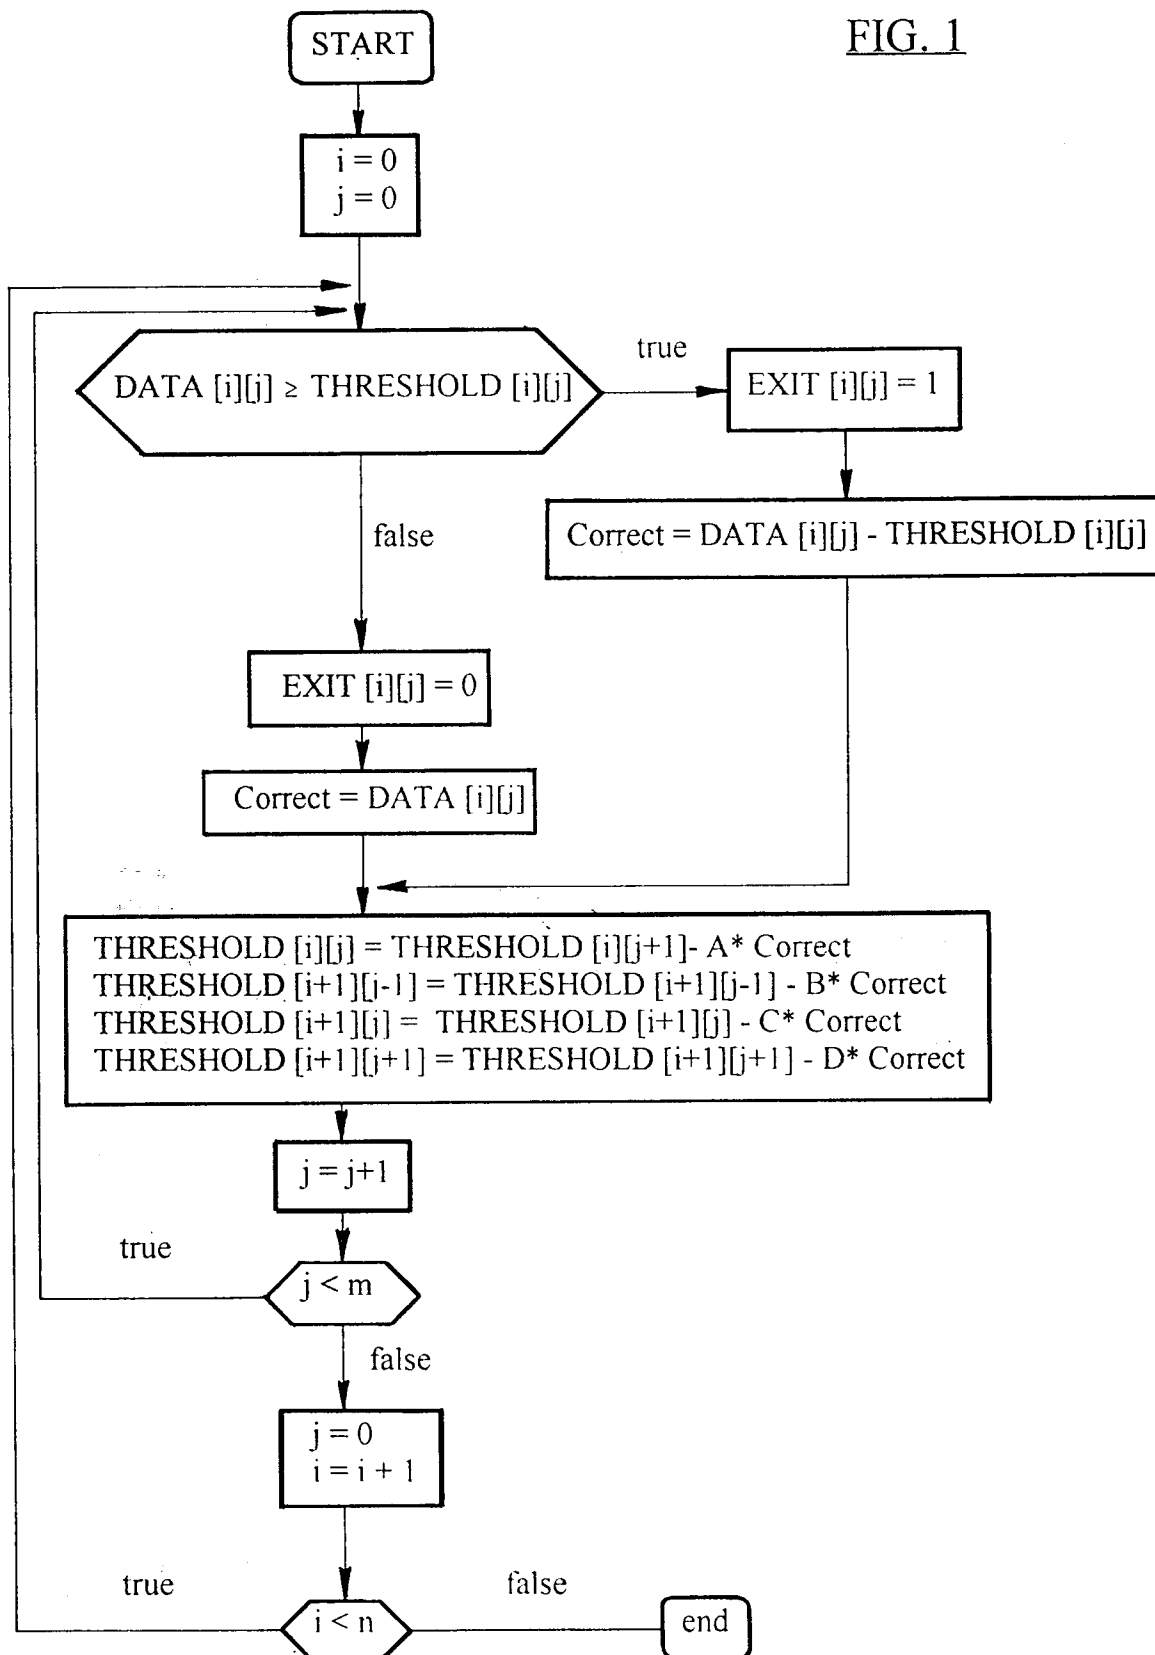 FIG. 1
START
i = 0
j = 0
DATA [i][j] ≥ THRESHOLD [i][j]
true
EXIT [i][j] = 1
Correct = DATA [i][j] - THRESHOLD [i][j]
false
EXIT [i][j] = 0
Correct = DATA [i][j]
THRESHOLD [i][j] = THRESHOLD [i][j+1]- A* Correct
THRESHOLD [i+1][j-1] = THRESHOLD [i+1][j-1] - B* Correct
THRESHOLD [i+1][j] = THRESHOLD [i+1][j] - C* Correct
THRESHOLD [i+1][j+1] = THRESHOLD [i+1][j+1] - D* Correct
j = j+1
true
j < m
false
j = 0
i = i + 1
true
i < n
false
end